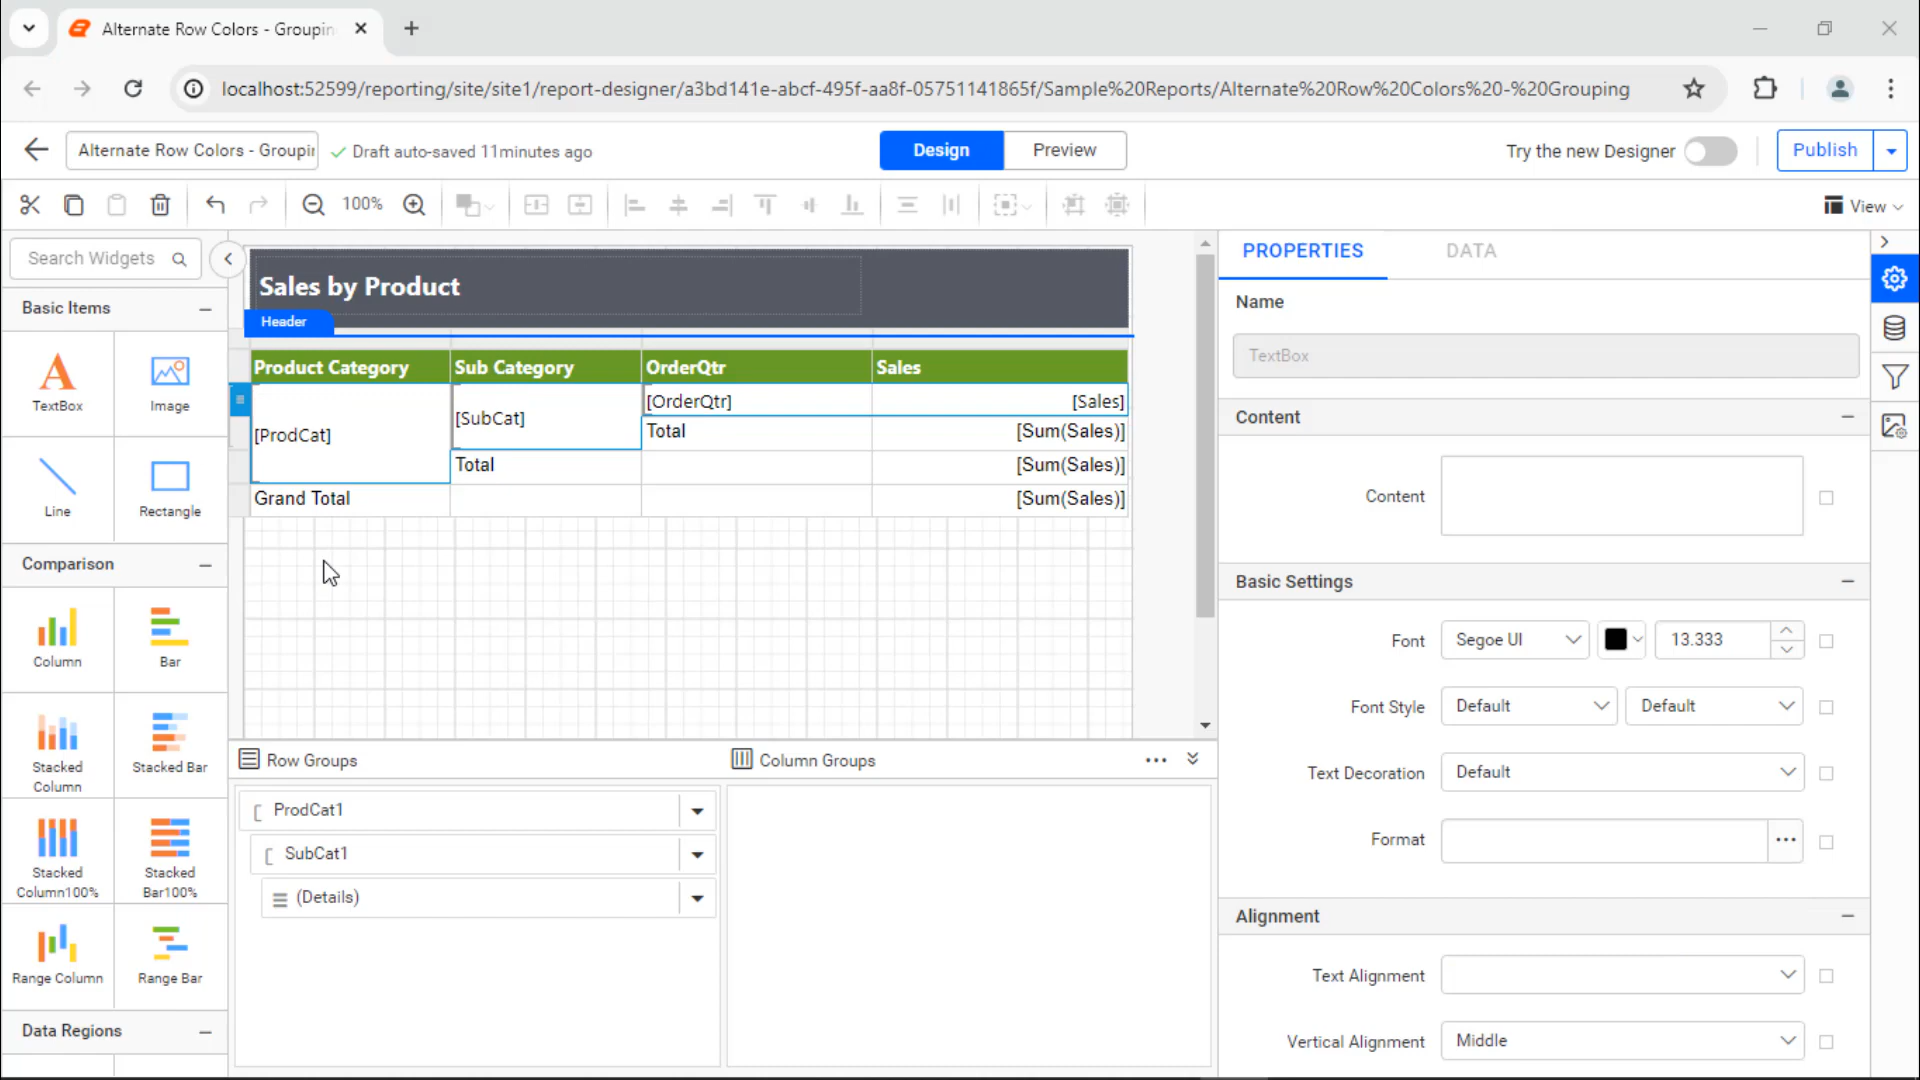 Alternate Row Colors - Groupin
localhost:52599/reporting/site/site1/report-designer/a3bd141e-abcf-495f-aa8f-05751141865f/Sample%20Reports/Alternate%20Row%20Colors%20-%20Grouping
Alternate Row Colors - Groupin
Draft auto-saved 11minutes ago
Design
Preview
Try the new Designer
Publish
100%
View
Search Widgets
Basic Items
TextBox
Image
Line
Rectangle
Comparison
Column
Bar
Stacked
Column
Stacked Bar
Stacked
Column100%
Stacked
Bar100%
Range Column
Range Bar
Data Regions
Sales by Product
Header
Product Category
Sub Category
OrderQtr
Sales
[ProdCat]
[SubCat]
[OrderQtr]
[Sales]
Total
[Sum(Sales)]
Total
[Sum(Sales)]
Grand Total
[Sum(Sales)]
Row Groups
Column Groups
ProdCat1
SubCat1
(Details)
PROPERTIES
DATA
Name
TextBox
Content
Content
Basic Settings
Font
Segoe UI
13.333
Font Style
Default
Default
Text Decoration
Default
Format
Alignment
Text Alignment
Vertical Alignment
Middle